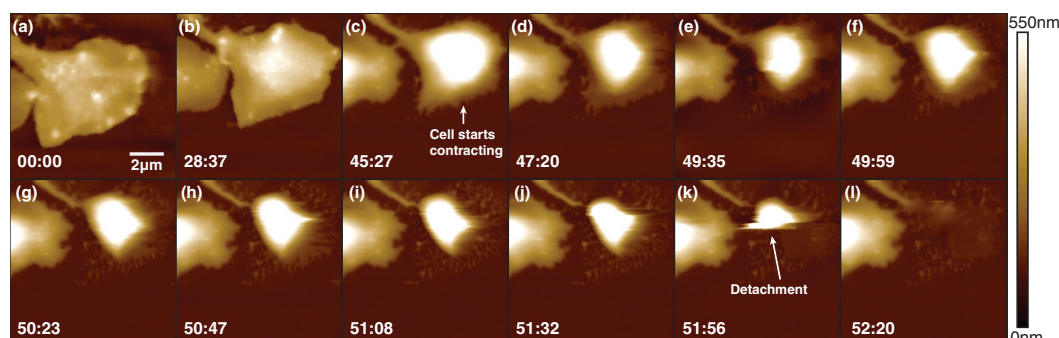 (a)
(b)
(c)
(d)
(e)
(f)
550nm
Cell starts
contracting
00:00
2μm
28:37
45:27
47:20
49:35
49:59
(g)
(h)
(i)
(j)
(k)
(l)
Detachment
50:23
50:47
51:08
51:32
51:56
52:20
0nm